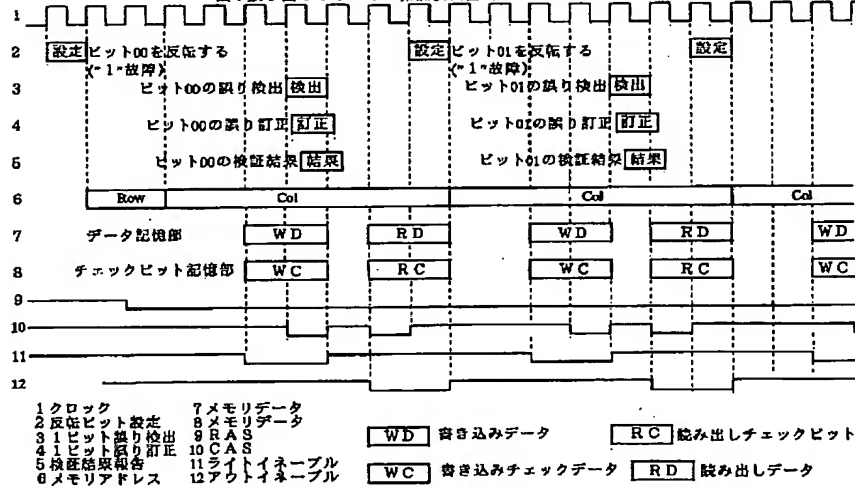 1
2 設定 ビット00を反転する 設定 ビット01を反転する 設定
("1"故障) ("1"故障)
3 ビット00の誤り検出 検出 ビット01の誤り検出 検出
4 ビット00の誤り訂正 訂正 ビット01の誤り訂正 訂正
5 ビット00の検証結果 結果 ビット01の検証結果 結果
6 Row Col Col Col
7 データ記憶部 WD RD WD RD WD
8 チェックビット記憶部 WC RC WC RC WC
9
10
11
12
1 クロック 7 メモリデータ
2 反転ビット設定 8 メモリデータ
3 1ビット誤り検出 9 RAS
4 1ビット誤り訂正 10 CAS
5 検証結果報告 11 ライトイネーブル
6 メモリアドレス 12 アウトイネーブル
WD 書き込みデータ RC 読み出しチェックビット
WC 書き込みチェックデータ RD 読み出しデータ